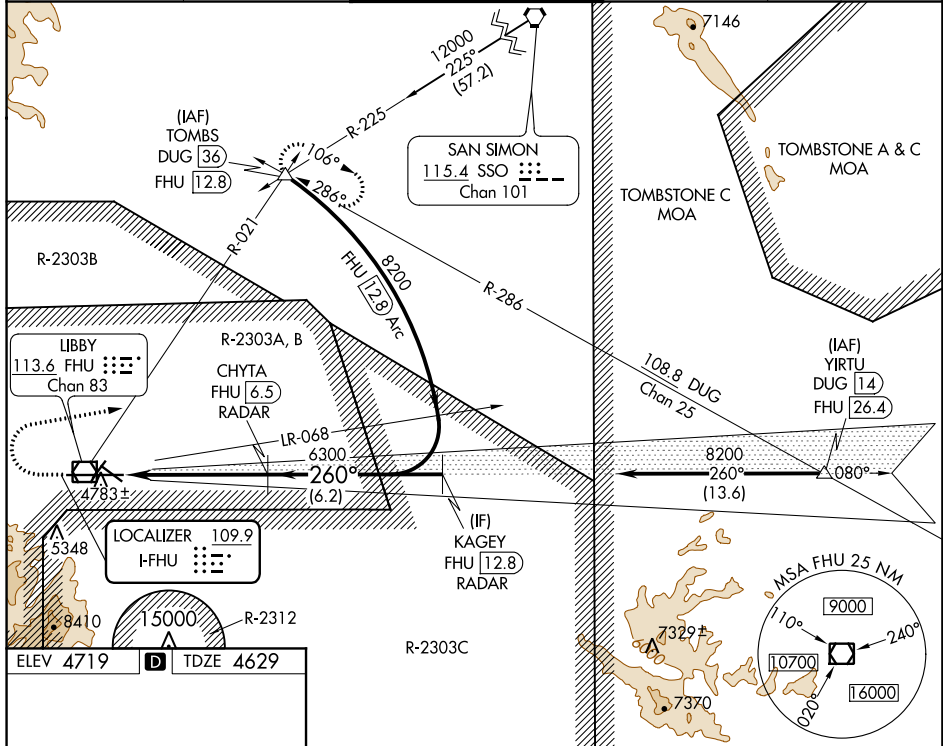 7146
12000
225°
(57.2)
R-225
(IAF)
TOMBS
DUG 36
FHU 12.8
106°
286°
SAN SIMON
115.4 SSO
Chan 101
TOMBSTONE A & C
MOA
TOMBSTONE C
MOA
R-021
8200
FHU 12.8 Arc
R-286
R-2303B
R-2303A, B
LIBBY
113.6 FHU
Chan 83
CHYTA
FHU 6.5
RADAR
108.8 DUG
Chan 25
(IAF)
YIRTU
DUG 14
FHU 26.4
LR-068
6300
260°
(6.2)
8200
260°
(13.6)
080°
4783±
5348
LOCALIZER 109.9
I-FHU
(IF)
KAGEY
FHU 12.8
RADAR
8410
15000
R-2312
R-2303C
7329±
7370
MSA FHU 25 NM
110°
9000
240°
10700
020°
16000
ELEV 4719 D TDZE 4629